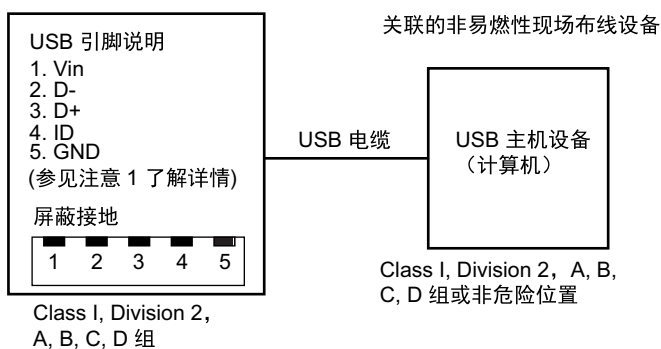 关联的非易燃性现场布线设备
USB 引脚说明
1. Vin
2. D-
3. D+
4. ID
5. GND
(参见注意 1 了解详情)
屏蔽接地
1 2 3 4 5
Class I, Division 2,
A, B, C, D 组
USB 电缆
USB 主机设备
（计算机）
Class I, Division 2，A, B,
C, D 组或非危险位置